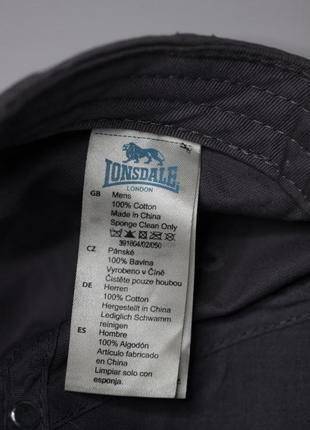 LONSDALE
LONDON
GB Mens
100% Cotton
Made in China
Sponge Clean Only
391804/02/050
CZ Pánské
100% Bavlna
Vyrobeno v Číně
Čistěte pouze houbou
DE Herren
100% Cotton
Hergestellt in China
Lediglich Schwamm
reinigen
ES Hombre
100% Algodón
Artículo fabricado
en China
Limpiar solo con
esponja.